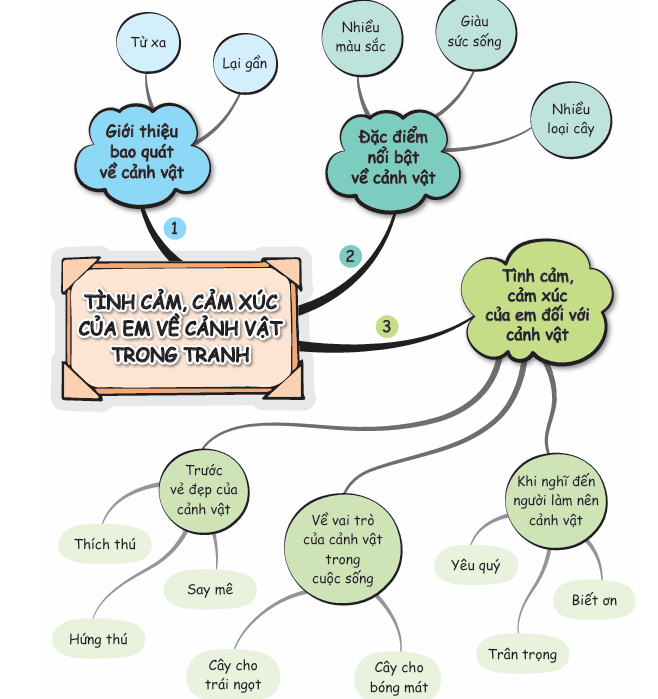 Từ xa
Lại gần
Giới thiệu
bao quát
về cảnh vật
1
Nhiều
màu sắc
Giàu
sức sống
Nhiều
loại cây
Đặc điểm
nổi bật
về cảnh vật
2
TÌNH CẢM, CẢM XÚC
CỦA EM VỀ CẢNH VẬT
TRONG TRANH
3
Tình cảm,
cảm xúc
của em đối với
cảnh vật
Trước
vẻ đẹp của
cảnh vật
Thích thú
Say mê
Hứng thú
Về vai trò
của cảnh vật
trong
cuộc sống
Cây cho
trái ngọt
Cây cho
bóng mát
Khi nghĩ đến
người làm nên
cảnh vật
Yêu quý
Biết ơn
Trân trọng